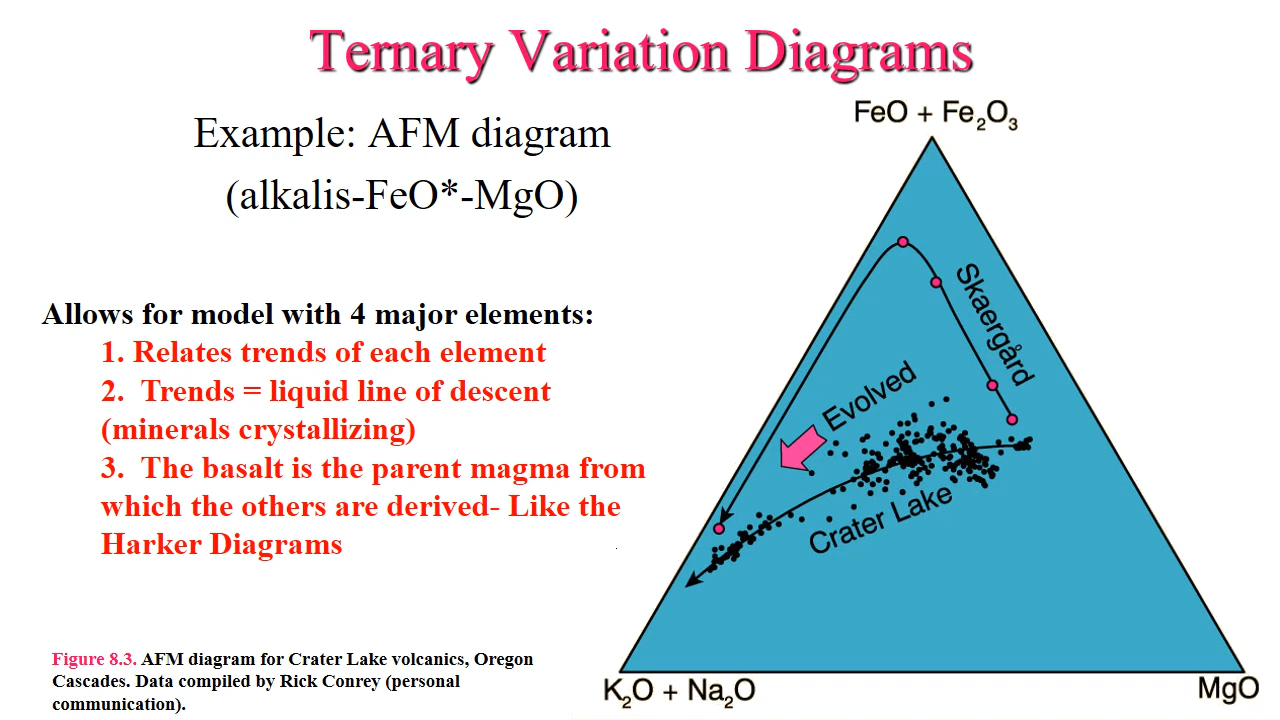 Ternary Variation Diagrams
Example: AFM diagram
(alkalis-FeO*-MgO)
Allows for model with 4 major elements:
1. Relates trends of each element
2. Trends = liquid line of descent
(minerals crystallizing)
3. The basalt is the parent magma from
which the others are derived- Like the
Harker Diagrams
Figure 8.3. AFM diagram for Crater Lake volcanics, Oregon
Cascades. Data compiled by Rick Conrey (personal
communication).
FeO + Fe₂O₃
Skaergård
Evolved
Crater Lake
K₂O + Na₂O
MgO